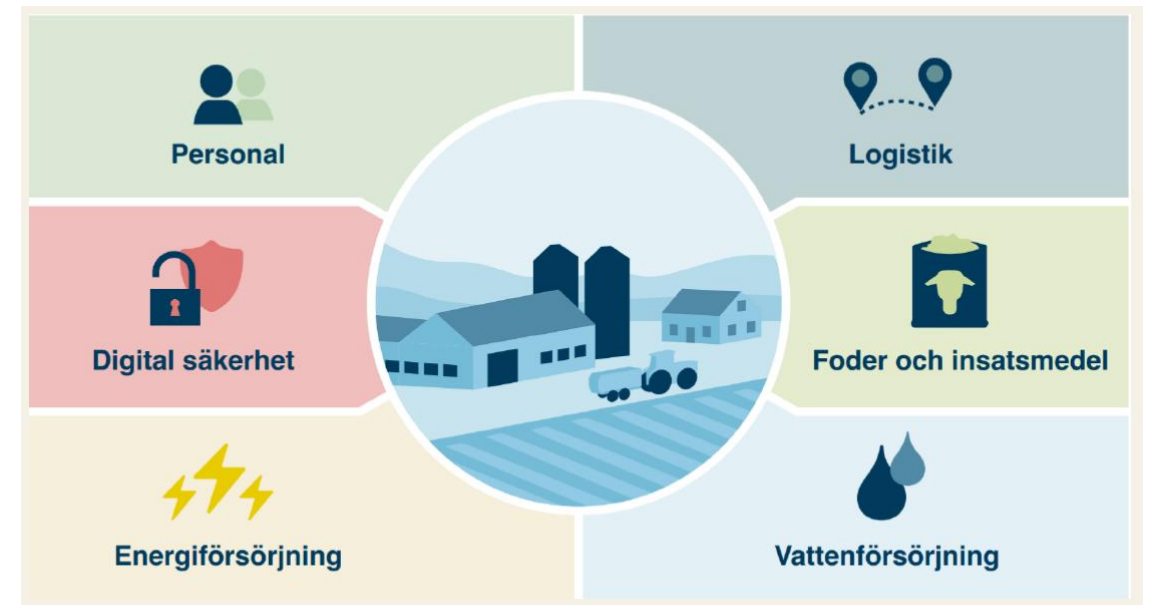 Personal
Logistik
Digital säkerhet
Foder och insatsmedel
Energiförsörjning
Vattenförsörjning